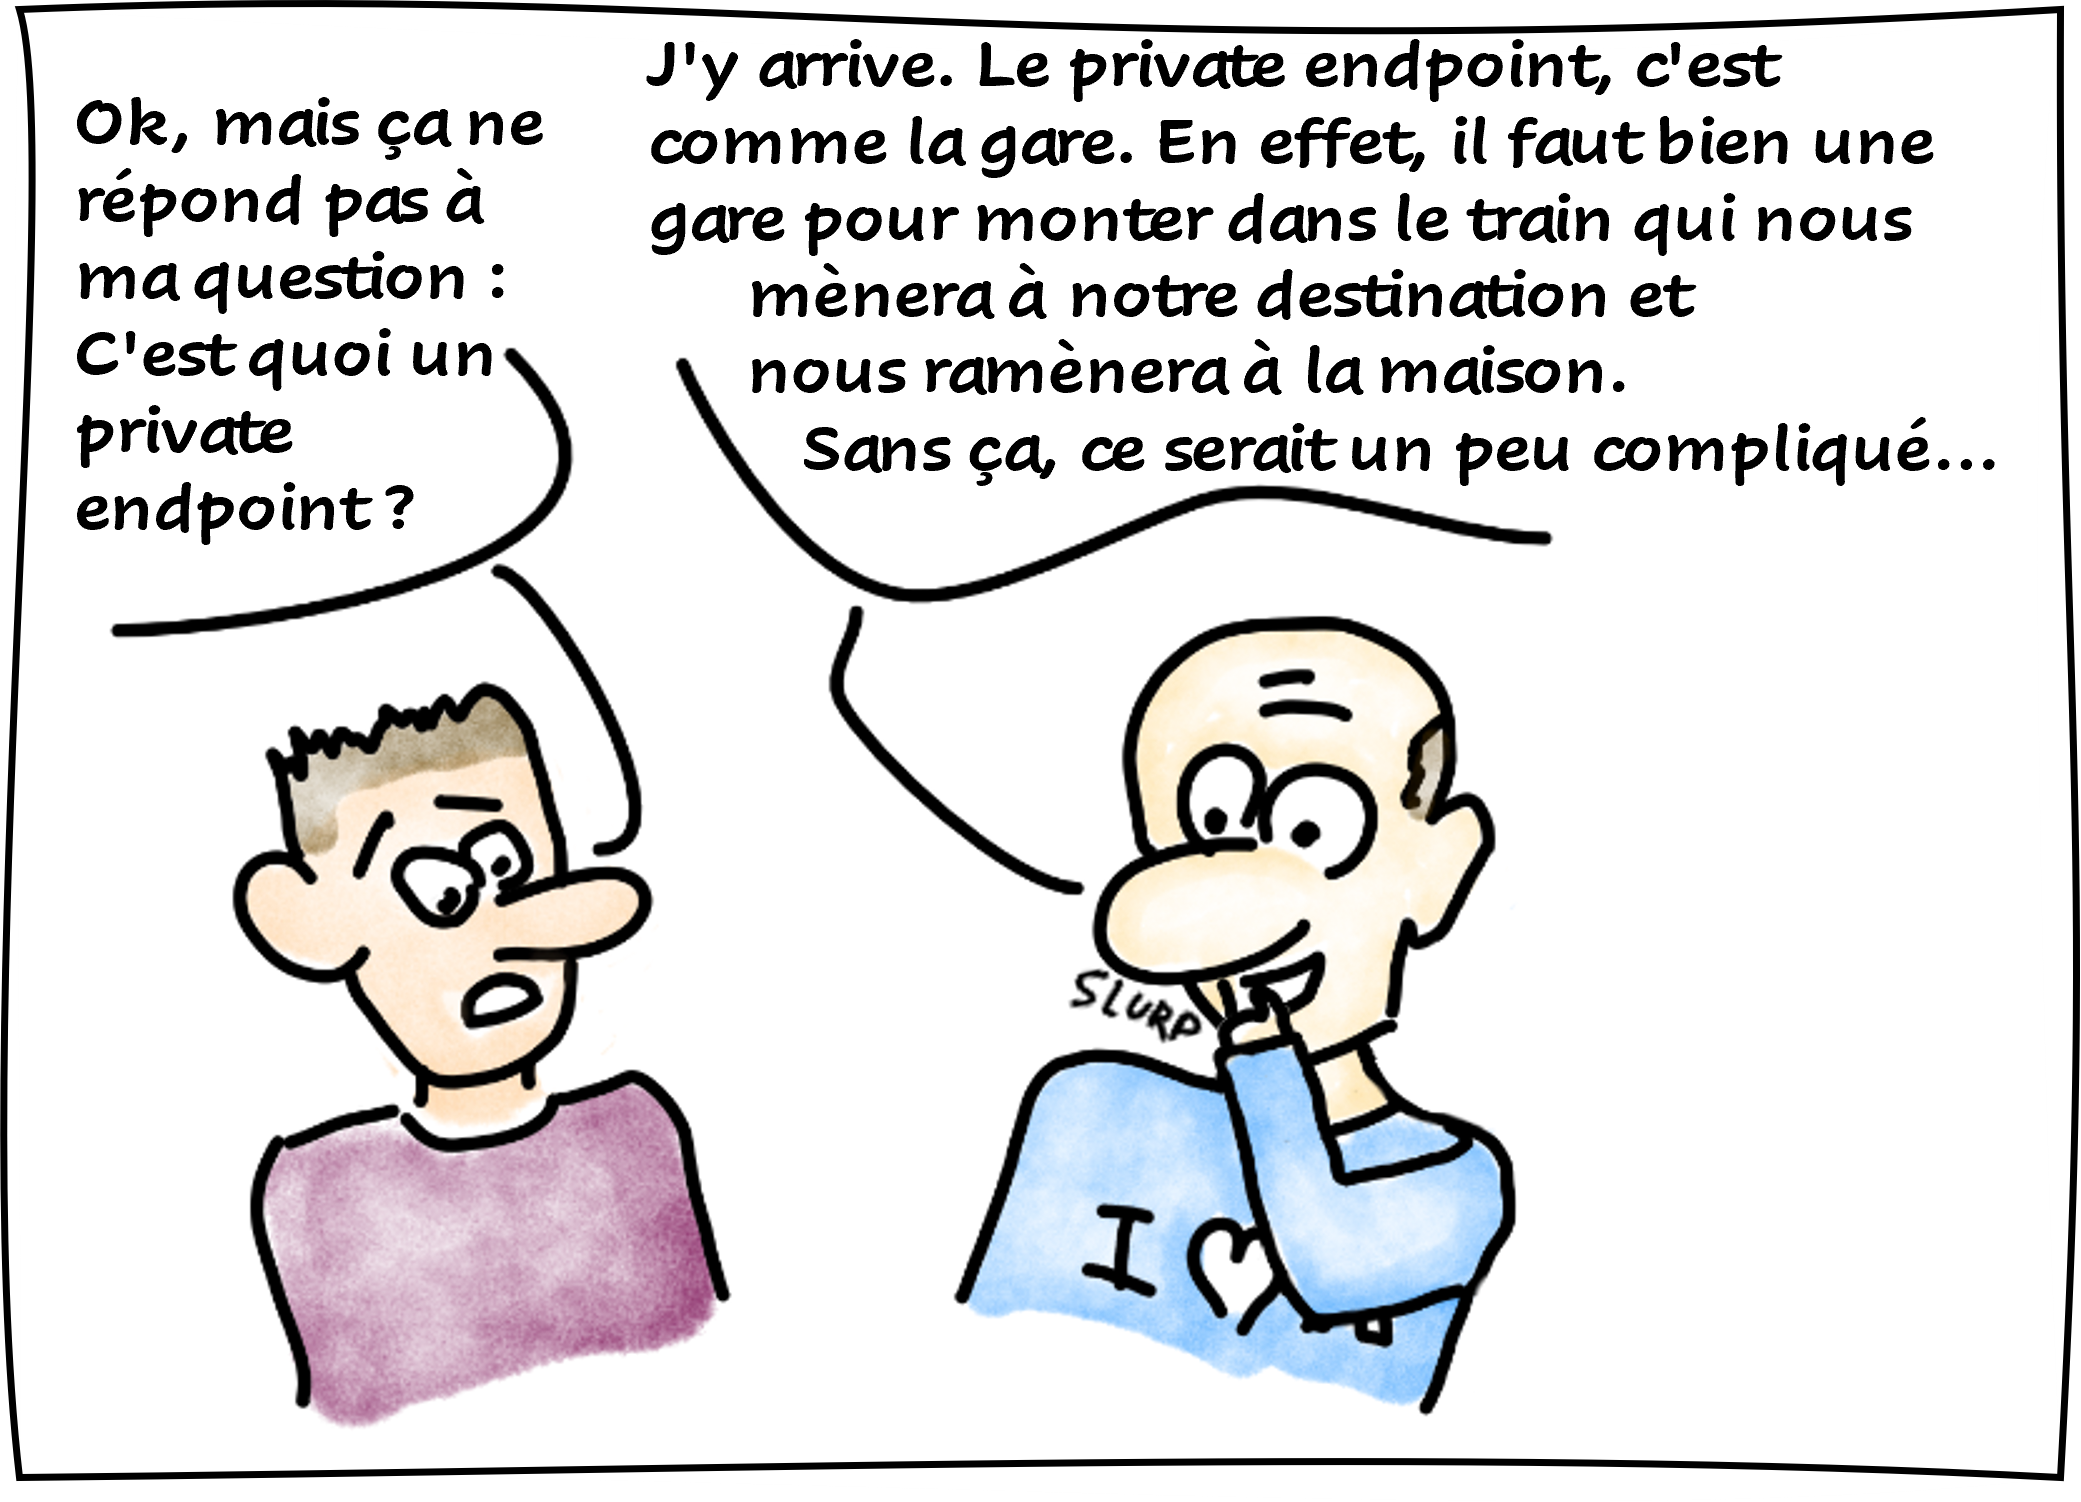 Ok, mais ça ne
répond pas à
ma question :
C'est quoi un
private
endpoint ?
J'y arrive. Le private endpoint, c'est
comme la gare. En effet, il faut bien une
gare pour monter dans le train qui nous
mènera à notre destination et
nous ramènera à la maison.
Sans ça, ce serait un peu compliqué...
SLURP
I